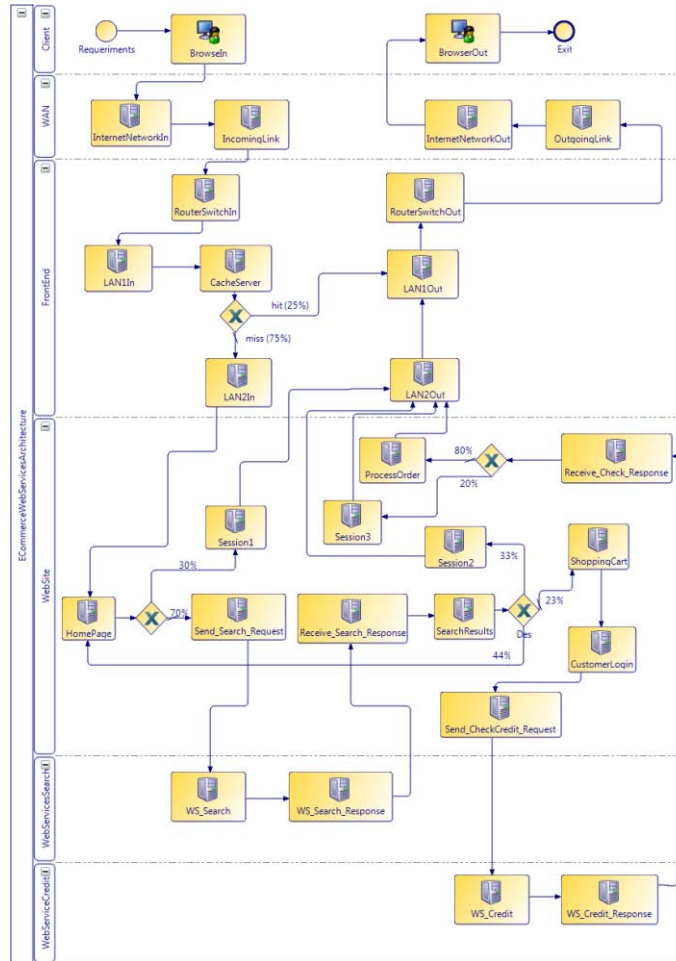 ECommerceWebServicesArchitecture
Client
Requeriments
BrowseIn
BrowserOut
Exit
WAN
InternetNetworkIn
IncomingLink
InternetNetworkOut
OutgoingLink
FrontEnd
RouterSwitchIn
RouterSwitchOut
LAN1In
CacheServer
LAN1Out
hit (25%)
miss (75%)
LAN2In
LAN2Out
WebSite
ProcessOrder
80%
Receive_Check_Response
20%
Session1
Session3
Session2
33%
ShoppingCart
30%
HomePage
70%
Send_Search_Request
Receive_Search_Response
SearchResults
23%
Des
44%
CustomerLogin
Send_CheckCredit_Request
WebServicesSearch
WS_Search
WS_Search_Response
WebServiceCredit
WS_Credit
WS_Credit_Response